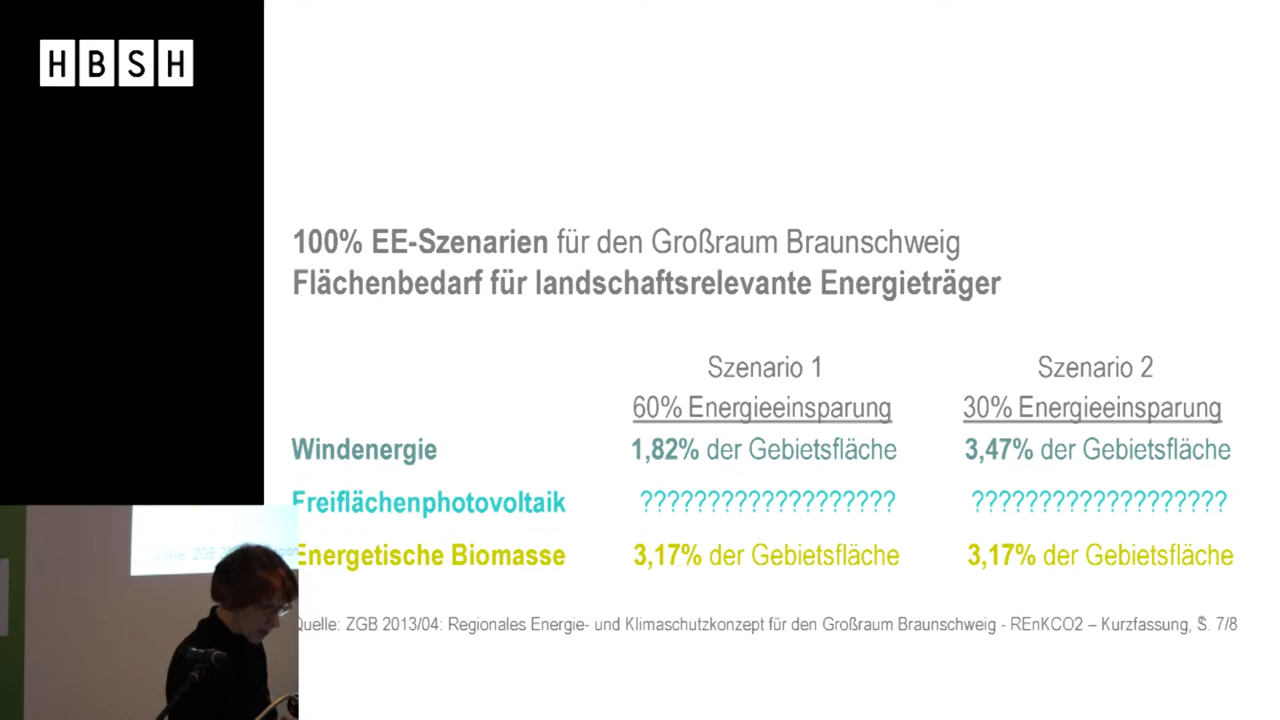 HBSH
100% EE-Szenarien für den Großraum Braunschweig
Flächenbedarf für landschaftsrelevante Energieträger
Szenario 1 Szenario 2
60% Energieeinsparung 30% Energieeinsparung
Windenergie 1,82% der Gebietsfläche 3,47% der Gebietsfläche
Freiflächenphotovoltaik ??????????????????? ???????????????????
Energetische Biomasse 3,17% der Gebietsfläche 3,17% der Gebietsfläche
Quelle: ZGB 2013/04: Regionales Energie- und Klimaschutzkonzept für den Großraum Braunschweig - REnKCO2 – Kurzfassung, S. 7/8